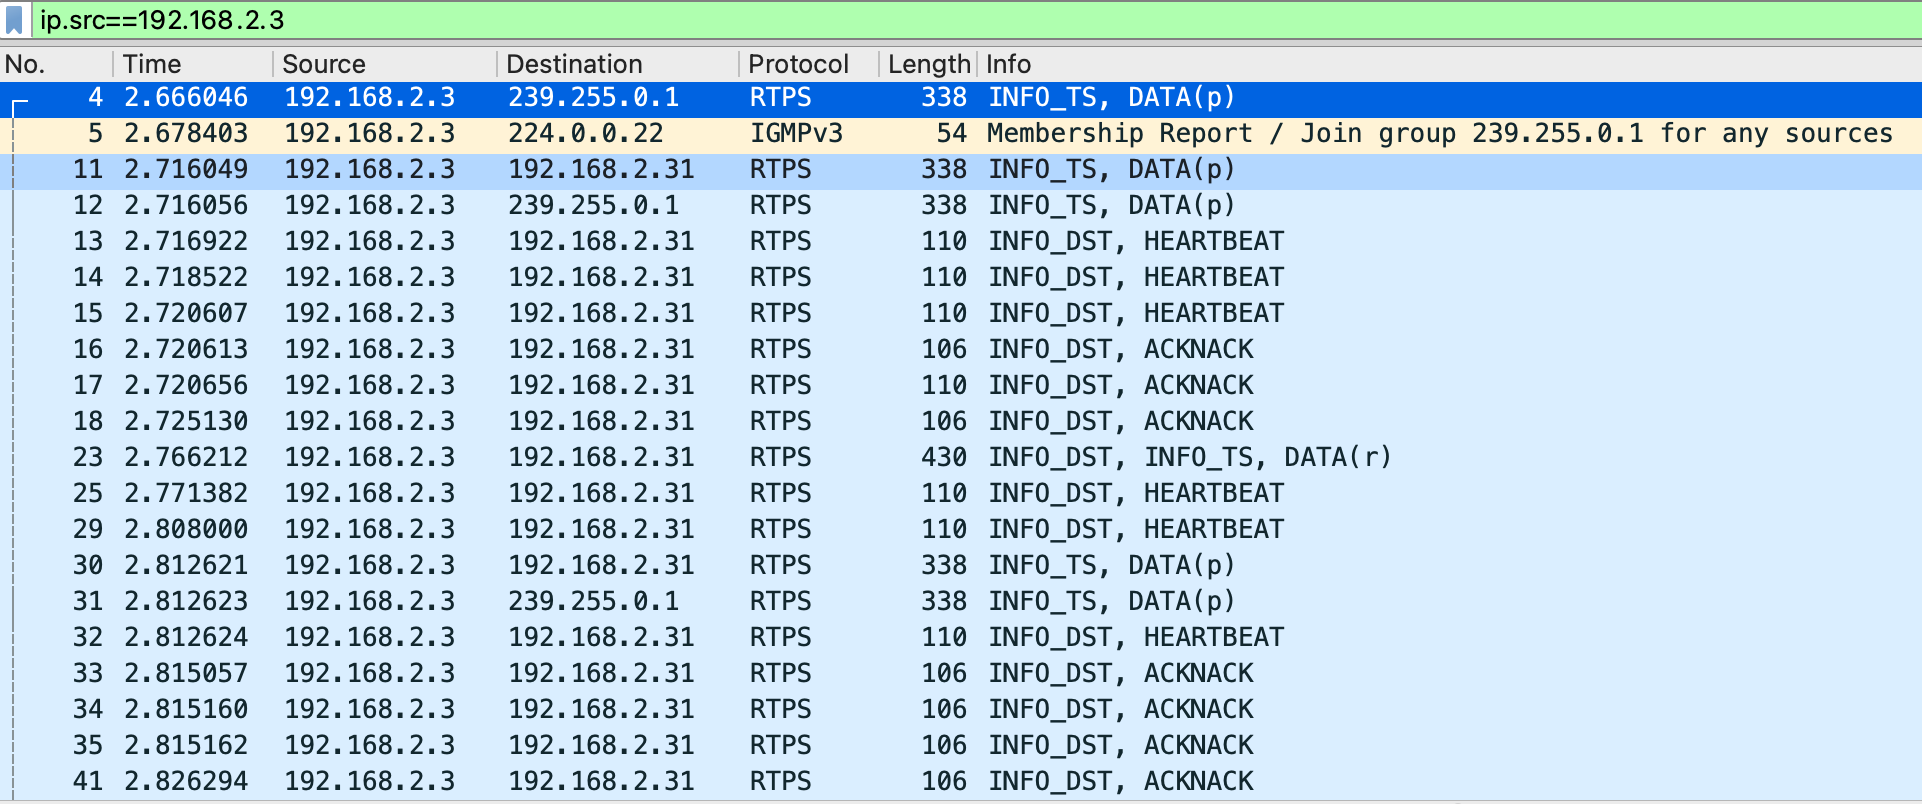 ip.src==192.168.2.3
No. Time Source Destination Protocol Length Info
4 2.666046 192.168.2.3 239.255.0.1 RTPS 338 INFO_TS, DATA(p)
5 2.678403 192.168.2.3 224.0.0.22 IGMPv3 54 Membership Report / Join group 239.255.0.1 for any sources
11 2.716049 192.168.2.3 192.168.2.31 RTPS 338 INFO_TS, DATA(p)
12 2.716056 192.168.2.3 239.255.0.1 RTPS 338 INFO_TS, DATA(p)
13 2.716922 192.168.2.3 192.168.2.31 RTPS 110 INFO_DST, HEARTBEAT
14 2.718522 192.168.2.3 192.168.2.31 RTPS 110 INFO_DST, HEARTBEAT
15 2.720607 192.168.2.3 192.168.2.31 RTPS 110 INFO_DST, HEARTBEAT
16 2.720613 192.168.2.3 192.168.2.31 RTPS 106 INFO_DST, ACKNACK
17 2.720656 192.168.2.3 192.168.2.31 RTPS 110 INFO_DST, ACKNACK
18 2.725130 192.168.2.3 192.168.2.31 RTPS 106 INFO_DST, ACKNACK
23 2.766212 192.168.2.3 192.168.2.31 RTPS 430 INFO_DST, INFO_TS, DATA(r)
25 2.771382 192.168.2.3 192.168.2.31 RTPS 110 INFO_DST, HEARTBEAT
29 2.808000 192.168.2.3 192.168.2.31 RTPS 110 INFO_DST, HEARTBEAT
30 2.812621 192.168.2.3 192.168.2.31 RTPS 338 INFO_TS, DATA(p)
31 2.812623 192.168.2.3 239.255.0.1 RTPS 338 INFO_TS, DATA(p)
32 2.812624 192.168.2.3 192.168.2.31 RTPS 110 INFO_DST, HEARTBEAT
33 2.815057 192.168.2.3 192.168.2.31 RTPS 106 INFO_DST, ACKNACK
34 2.815160 192.168.2.3 192.168.2.31 RTPS 106 INFO_DST, ACKNACK
35 2.815162 192.168.2.3 192.168.2.31 RTPS 106 INFO_DST, ACKNACK
41 2.826294 192.168.2.3 192.168.2.31 RTPS 106 INFO_DST, ACKNACK